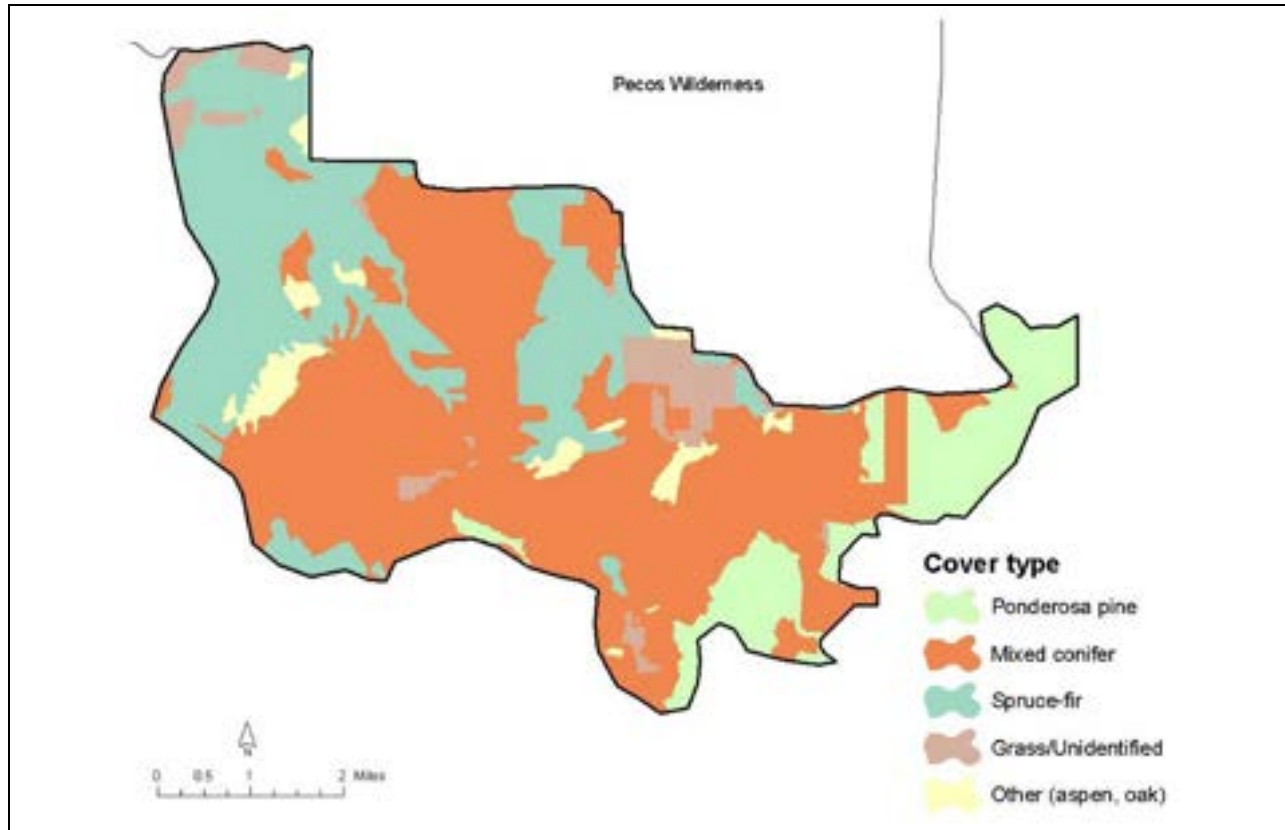 Pecos Wilderness
Cover type
Ponderosa pine
Mixed conifer
Spruce-fir
Grass/Unidentified
Other (aspen, oak)
N
0 0.5 1 2 Miles